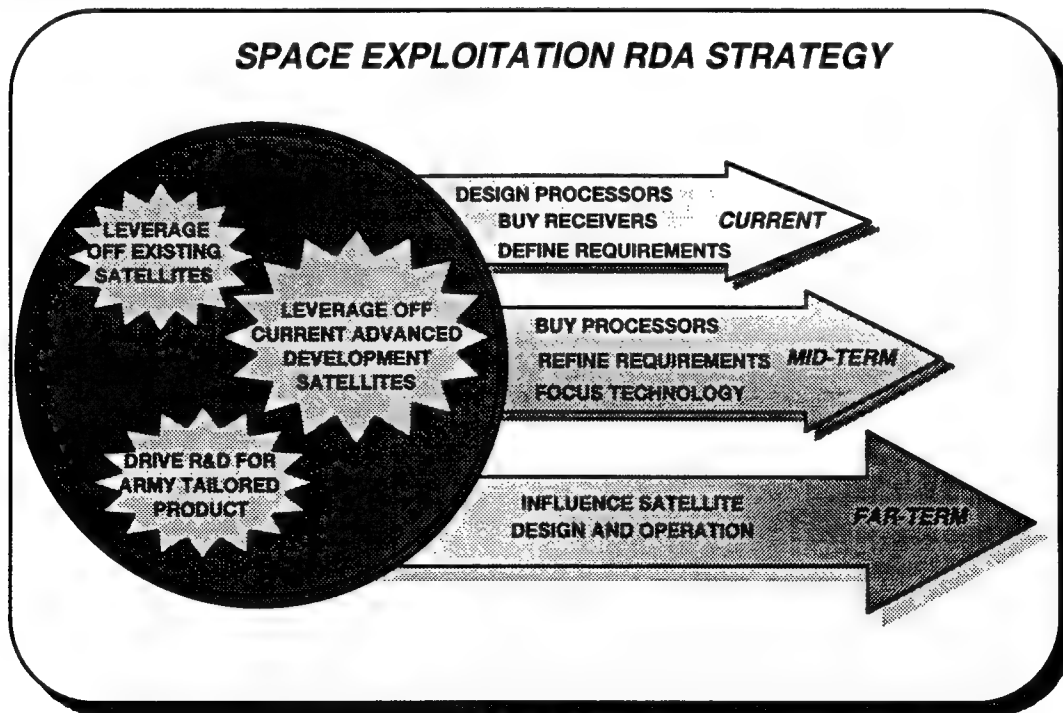 SPACE EXPLOITATION RDA STRATEGY
LEVERAGE
OFF EXISTING
SATELLITES
LEVERAGE OFF
CURRENT ADVANCED
DEVELOPMENT
SATELLITES
DRIVE R&D FOR
ARMY TAILORED
PRODUCT
DESIGN PROCESSORS
BUY RECEIVERS
DEFINE REQUIREMENTS
CURRENT
BUY PROCESSORS
REFINE REQUIREMENTS
FOCUS TECHNOLOGY
MID-TERM
INFLUENCE SATELLITE
DESIGN AND OPERATION
FAR-TERM